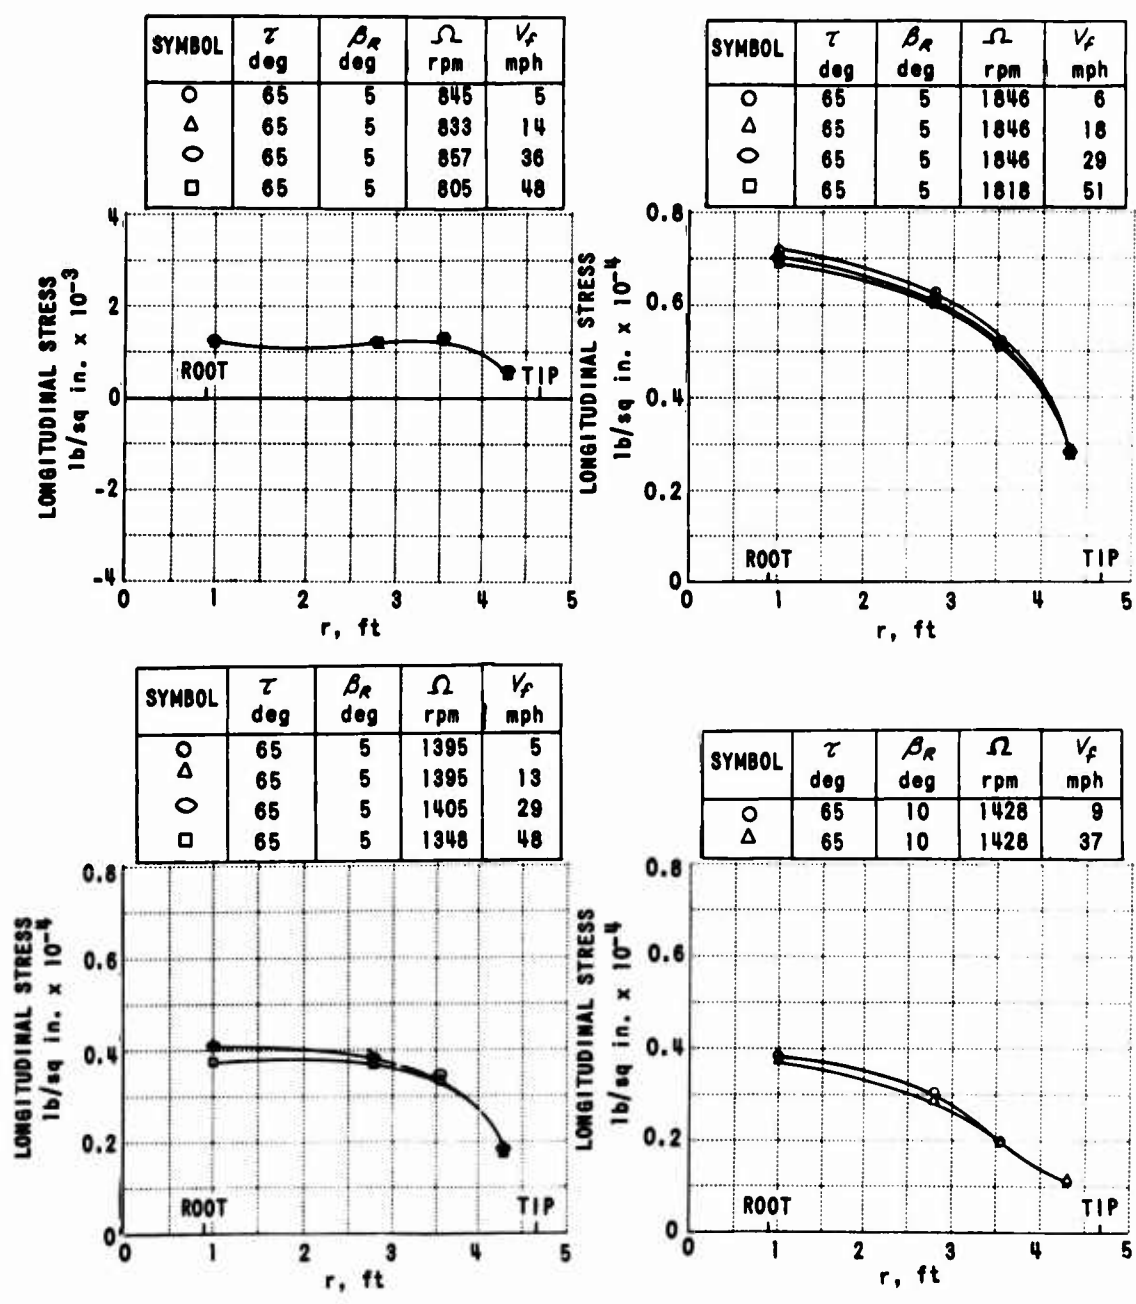 SYMBOL τ β_R Ω V_f
deg deg rpm mph
○ 65 5 845 5
△ 65 5 833 14
⬭ 65 5 857 36
□ 65 5 805 48
4
2
0
-2
-4
LONGITUDINAL STRESS
lb/sq in. x 10⁻³
ROOT
TIP
0 1 2 3 4 5
r, ft
SYMBOL τ β_R Ω V_f
deg deg rpm mph
○ 65 5 1846 6
△ 65 5 1846 18
⬭ 65 5 1846 29
□ 65 5 1818 51
0.8
0.6
0.4
0.2
0
LONGITUDINAL STRESS
lb/sq in. x 10⁻⁴
ROOT TIP
0 1 2 3 4 5
r, ft
SYMBOL τ β_R Ω V_f
deg deg rpm mph
○ 65 5 1395 5
△ 65 5 1395 13
⬭ 65 5 1405 29
□ 65 5 1348 48
0.8
0.6
0.4
0.2
0
LONGITUDINAL STRESS
lb/sq in. x 10⁻⁴
ROOT TIP
0 1 2 3 4 5
r, ft
SYMBOL τ β_R Ω V_f
deg deg rpm mph
○ 65 10 1428 9
△ 65 10 1428 37
0.8
0.6
0.4
0.2
0
LONGITUDINAL STRESS
lb/sq in. x 10⁻⁴
ROOT TIP
0 1 2 3 4 5
r, ft